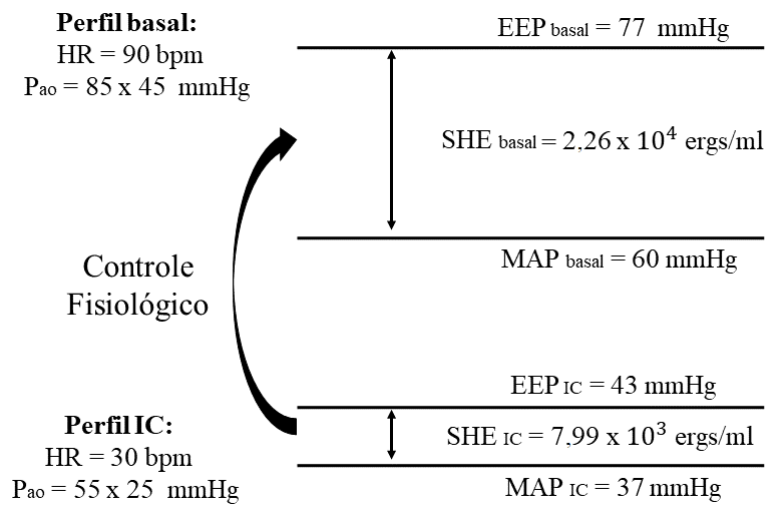 Perfil basal:
HR = 90 bpm
Pao = 85 x 45 mmHg
EEP basal = 77 mmHg
SHE basal = 2,26 x 10⁴ ergs/ml
MAP basal = 60 mmHg
Controle
Fisiológico
EEP IC = 43 mmHg
Perfil IC:
HR = 30 bpm
Pao = 55 x 25 mmHg
SHE IC = 7,99 x 10³ ergs/ml
MAP IC = 37 mmHg